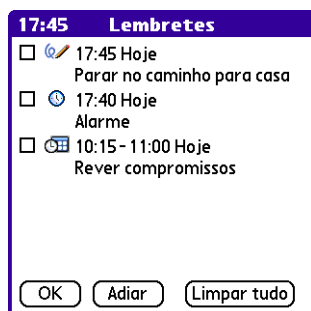 17:45 Lembretes
17:45 Hoje
Parar no caminho para casa
17:40 Hoje
Alarme
10:15 - 11:00 Hoje
Rever compromissos
OK Adiar Limpar tudo